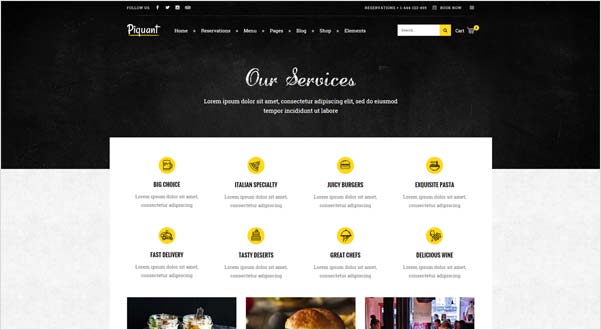 FOLLOW US
RESERVATIONS + 1-444-123-4559 BOOK NOW
Piquant
Home Reservations Menu Pages Blog Shop Elements
Search... Cart
Our Services
Lorem ipsum dolor sit amet, consectetur adipiscing elit, sed do eiusmod
tempor incididunt ut labore
BIG CHOICE
Lorem ipsum dolor sit amet,
consectetur adipiscing
ITALIAN SPECIALTY
Lorem ipsum dolor sit amet,
consectetur adipiscing
JUICY BURGERS
Lorem ipsum dolor sit amet,
consectetur adipiscing
EXQUISITE PASTA
Lorem ipsum dolor sit amet,
consectetur adipiscing
FAST DELIVERY
Lorem ipsum dolor sit amet,
consectetur adipiscing
TASTY DESERTS
Lorem ipsum dolor sit amet,
consectetur adipiscing
GREAT CHEFS
Lorem ipsum dolor sit amet,
consectetur adipiscing
DELICIOUS WINE
Lorem ipsum dolor sit amet,
consectetur adipiscing